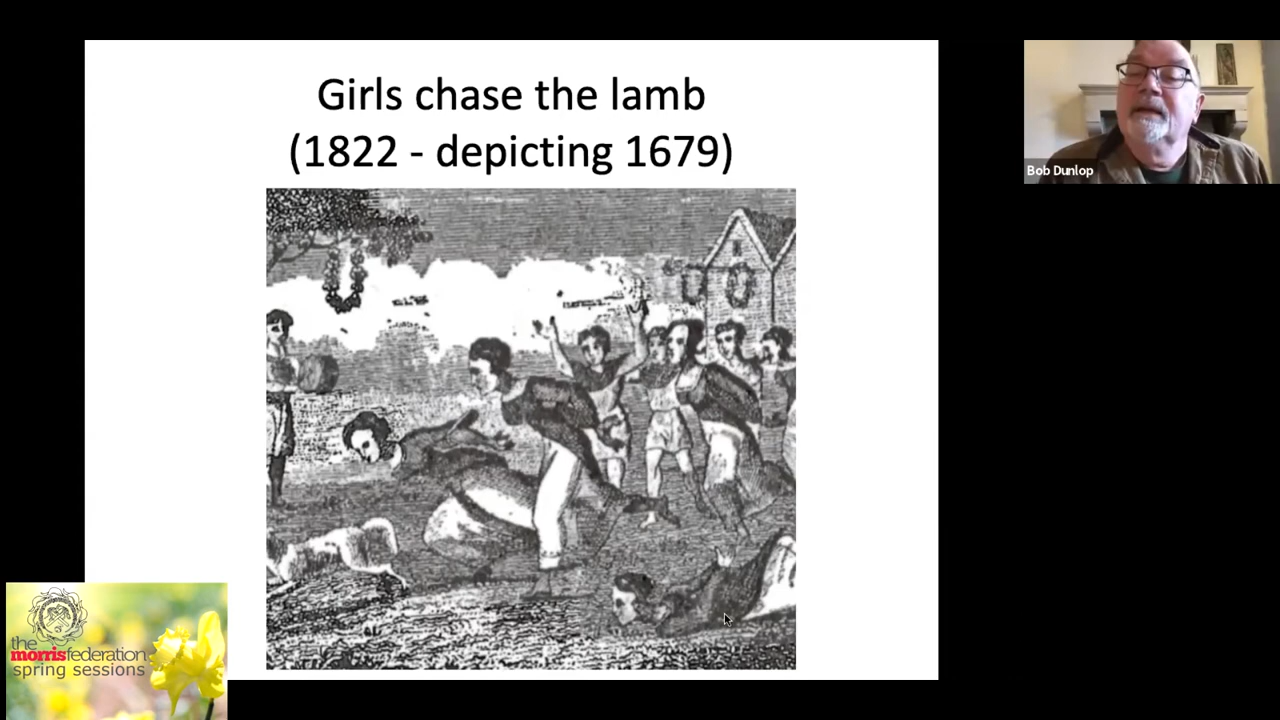 Girls chase the lamb
(1822 - depicting 1679)
Bob Dunlop
the
morrisfederation
spring sessions